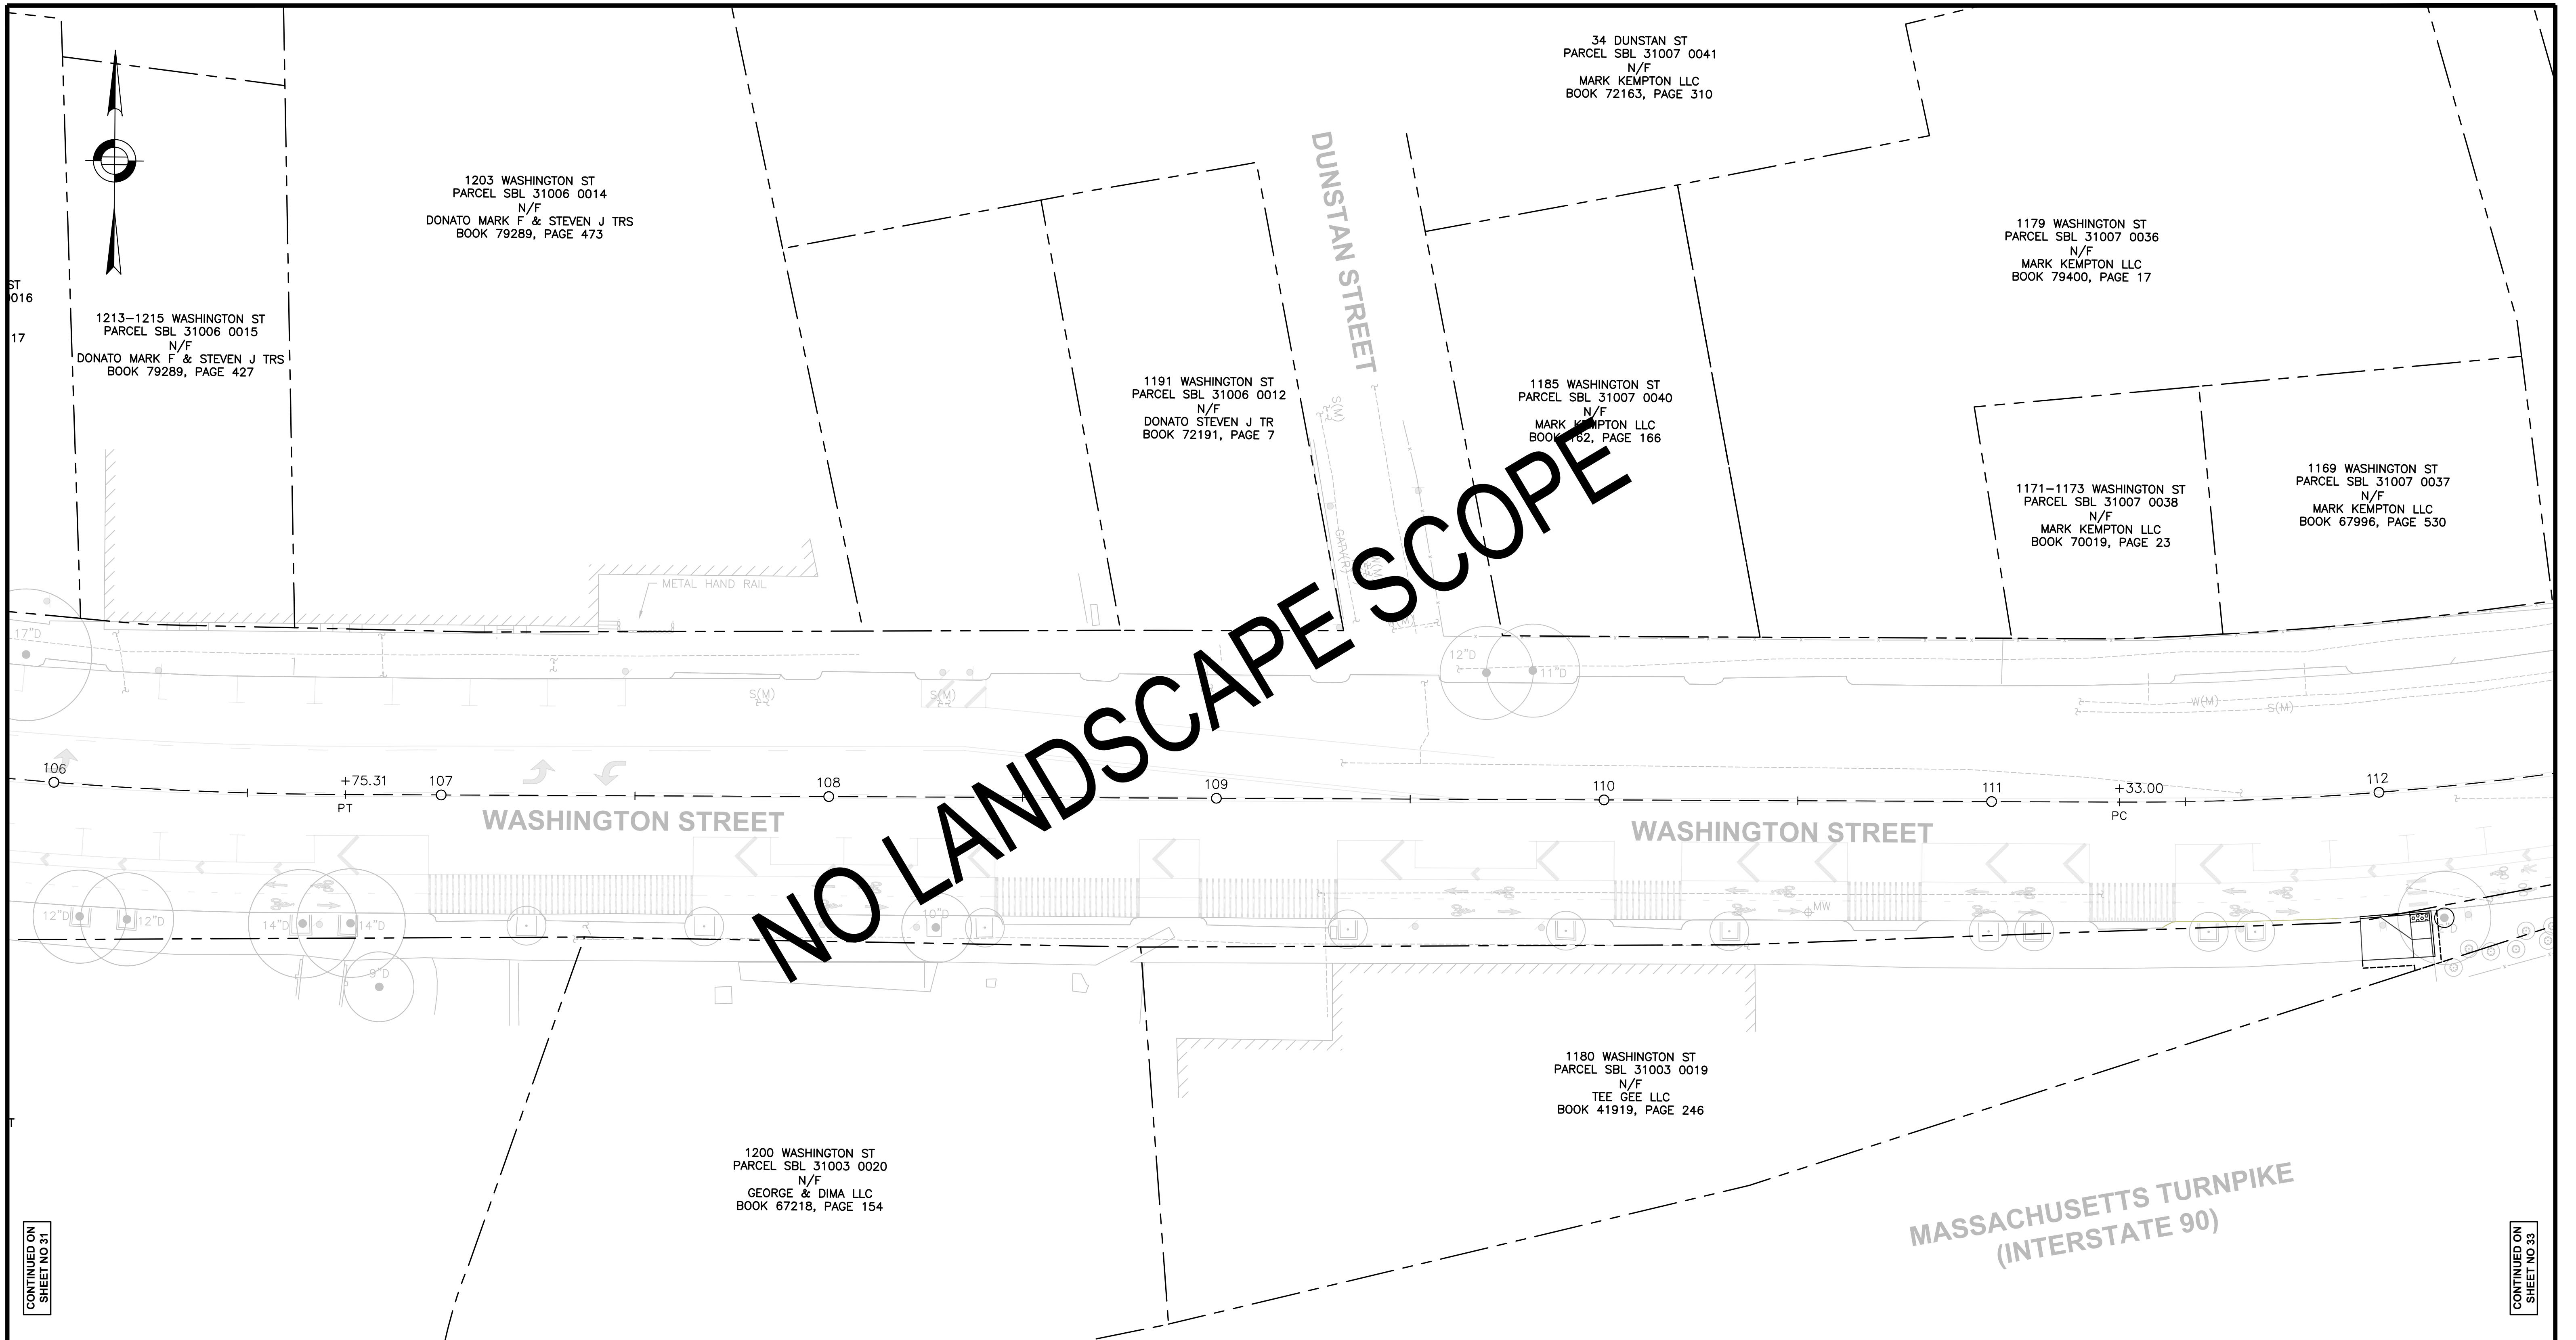 34 DUNSTAN ST
PARCEL SBL 31007 0041
N/F
MARK KEMPTON LLC
BOOK 72163, PAGE 310
1203 WASHINGTON ST
PARCEL SBL 31006 0014
N/F
DONATO MARK F & STEVEN J TRS
BOOK 79289, PAGE 473
DUNSTAN STREET
1179 WASHINGTON ST
PARCEL SBL 31007 0036
N/F
MARK KEMPTON LLC
BOOK 79400, PAGE 17
ST
0016
17
1213-1215 WASHINGTON ST
PARCEL SBL 31006 0015
N/F
DONATO MARK F & STEVEN J TRS
BOOK 79289, PAGE 427
1191 WASHINGTON ST
PARCEL SBL 31006 0012
N/F
DONATO STEVEN J TR
BOOK 72191, PAGE 7
S(M)
1185 WASHINGTON ST
PARCEL SBL 31007 0040
N/F
MARK KEMPTON LLC
BOOK 162, PAGE 166
1171-1173 WASHINGTON ST
PARCEL SBL 31007 0038
N/F
MARK KEMPTON LLC
BOOK 70019, PAGE 23
1169 WASHINGTON ST
PARCEL SBL 31007 0037
N/F
MARK KEMPTON LLC
BOOK 67996, PAGE 530
GATV(R)
METAL HAND RAIL
NO LANDSCAPE SCOPE
17"D
12"D
11"D
S(M)
S(M)
W(M)
S(M)
106
+75.31
PT
107
108
109
110
111
+33.00
PC
112
WASHINGTON STREET
WASHINGTON STREET
12"D
12"D
14"D
14"D
10"D
MW
9"D
1180 WASHINGTON ST
PARCEL SBL 31003 0019
N/F
TEE GEE LLC
BOOK 41919, PAGE 246
T
1200 WASHINGTON ST
PARCEL SBL 31003 0020
N/F
GEORGE & DIMA LLC
BOOK 67218, PAGE 154
MASSACHUSETTS TURNPIKE
(INTERSTATE 90)
CONTINUED ON
SHEET NO 31
CONTINUED ON
SHEET NO 33